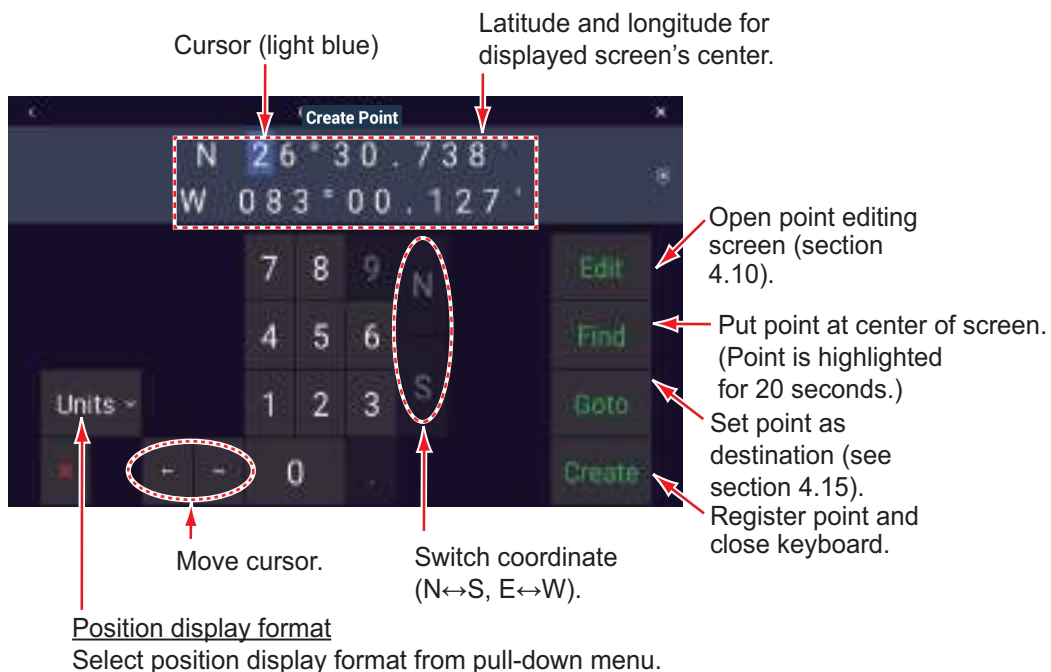 Cursor (light blue)
Latitude and longitude for
displayed screen's center.
Create Point
N 26°30.738'
W 083°00.127'
7 8 9 N
4 5 6
1 2 3 S
← → 0 .
Units
Edit
Find
Goto
Create
Open point editing
screen (section
4.10).
Put point at center of screen.
(Point is highlighted
for 20 seconds.)
Set point as
destination (see
section 4.15).
Register point and
close keyboard.
Move cursor.
Switch coordinate
(N↔S, E↔W).
Position display format
Select position display format from pull-down menu.